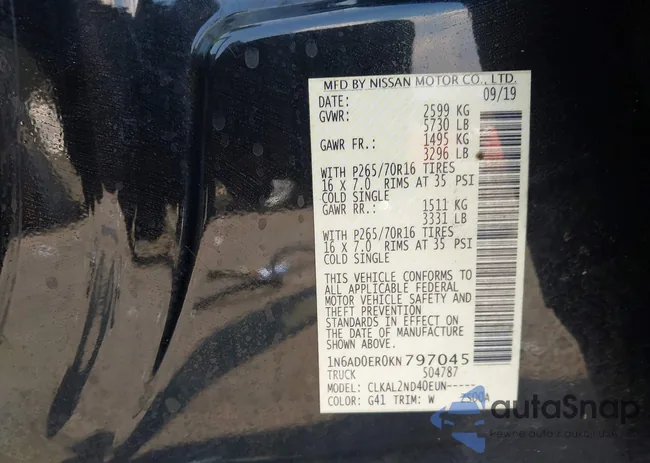 MFD BY NISSAN MOTOR CO., LTD.
DATE: 09/19
GVWR: 2599 KG
5730 LB
GAWR FR.: 1495 KG
3296 LB
WITH P265/70R16 TIRES
16 X 7.0 RIMS AT 35 PSI
COLD SINGLE
GAWR RR.: 1511 KG
3331 LB
WITH P265/70R16 TIRES
16 X 7.0 RIMS AT 35 PSI
COLD SINGLE
THIS VEHICLE CONFORMS TO
ALL APPLICABLE FEDERAL
MOTOR VEHICLE SAFETY AND
THEFT PREVENTION
STANDARDS IN EFFECT ON
THE DATE OF MANUFACTURE
SHOWN ABOVE.
1N6AD0ER0KN797045
TRUCK 504787
MODEL: CLKAL2ND40EUN-----
COLOR: G41 TRIM: W
autoSnap
Pewne auto z aukcji USA